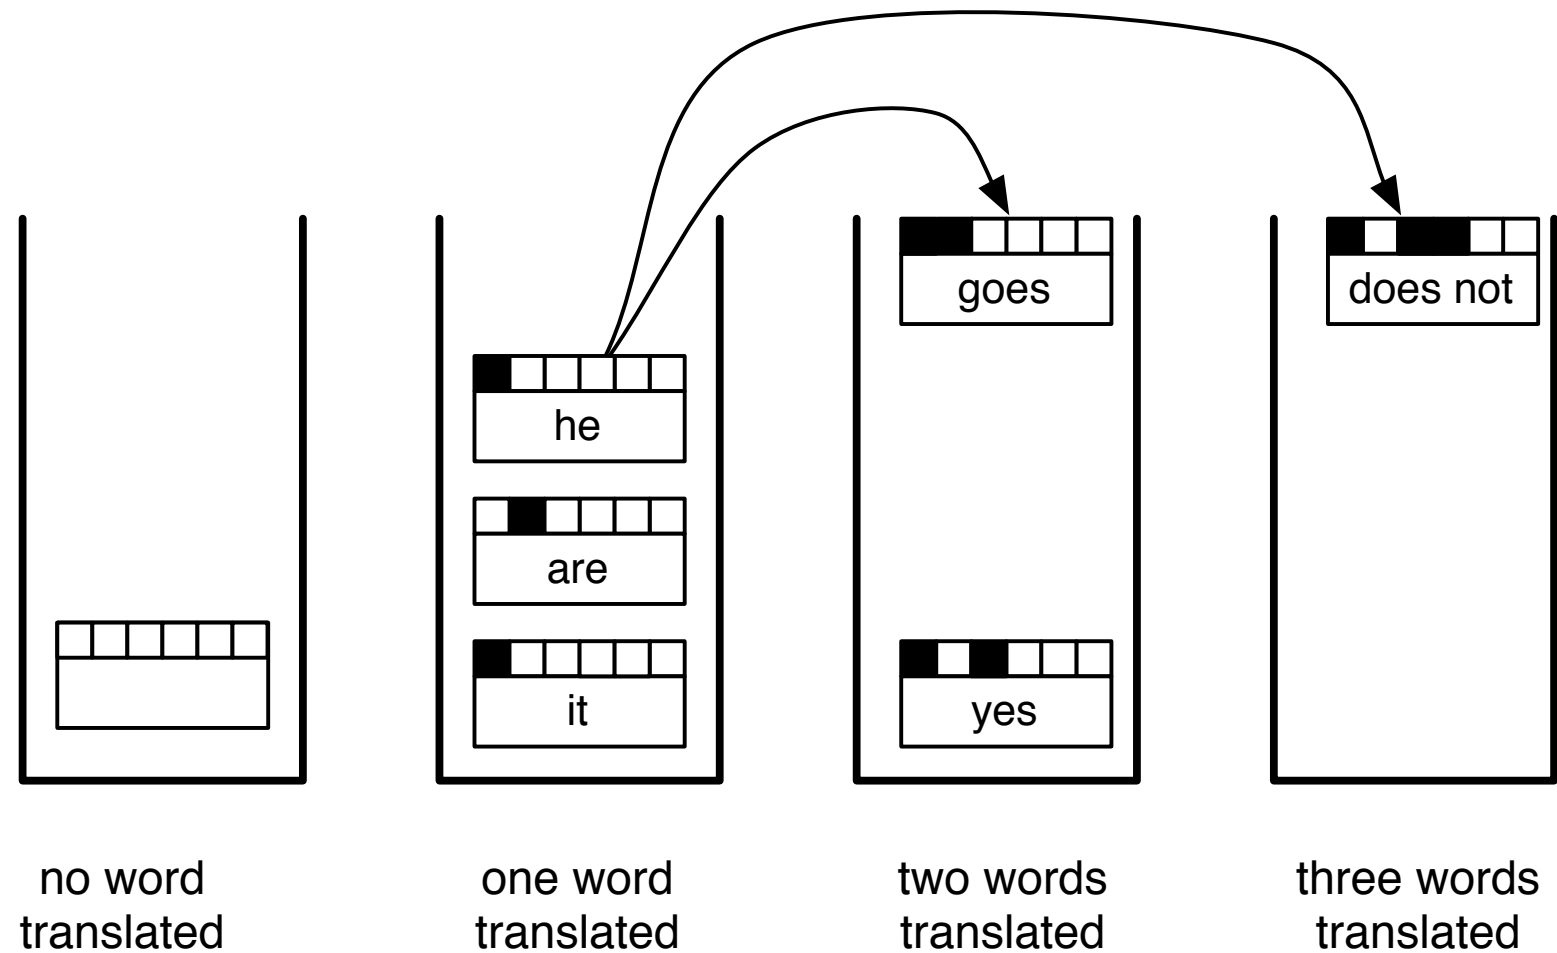 goes
does not
he
are
it
yes
no word
translated
one word
translated
two words
translated
three words
translated